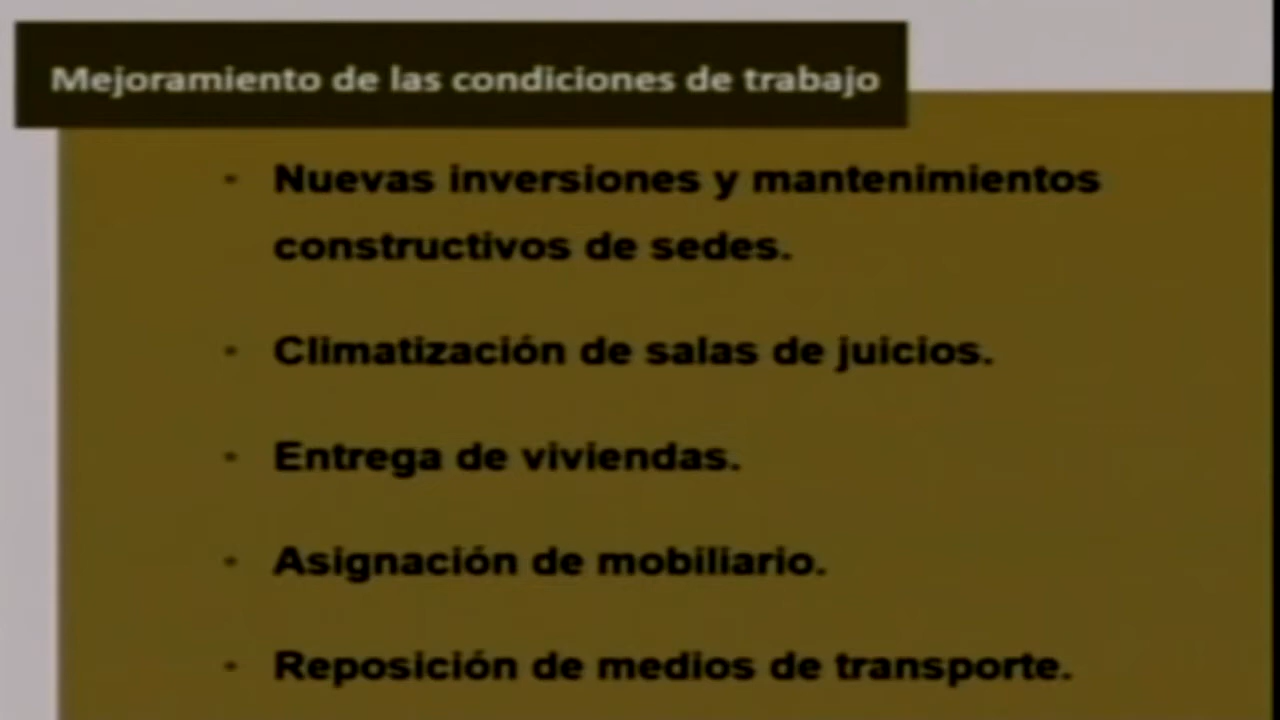 Mejoramiento de las condiciones de trabajo
- Nuevas inversiones y mantenimientos
constructivos de sedes.
- Climatización de salas de juicios.
- Entrega de viviendas.
- Asignación de mobiliario.
- Reposición de medios de transporte.